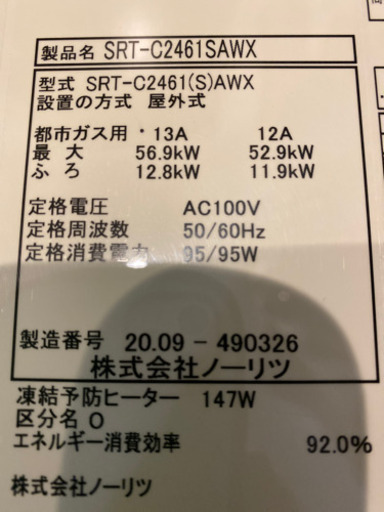 製品名 SRT-C2461SAWX
型式 SRT-C2461(S)AWX
設置の方式 屋外式
都市ガス用・13A 12A
最 大 56.9kW 52.9kW
ふ ろ 12.8kW 11.9kW
定格電圧 AC100V
定格周波数 50/60Hz
定格消費電力 95/95W
製造番号 20.09-490326
株式会社ノーリツ
凍結予防ヒーター 147W
区分名 O
エネルギー消費効率 92.0%
株式会社ノーリツ